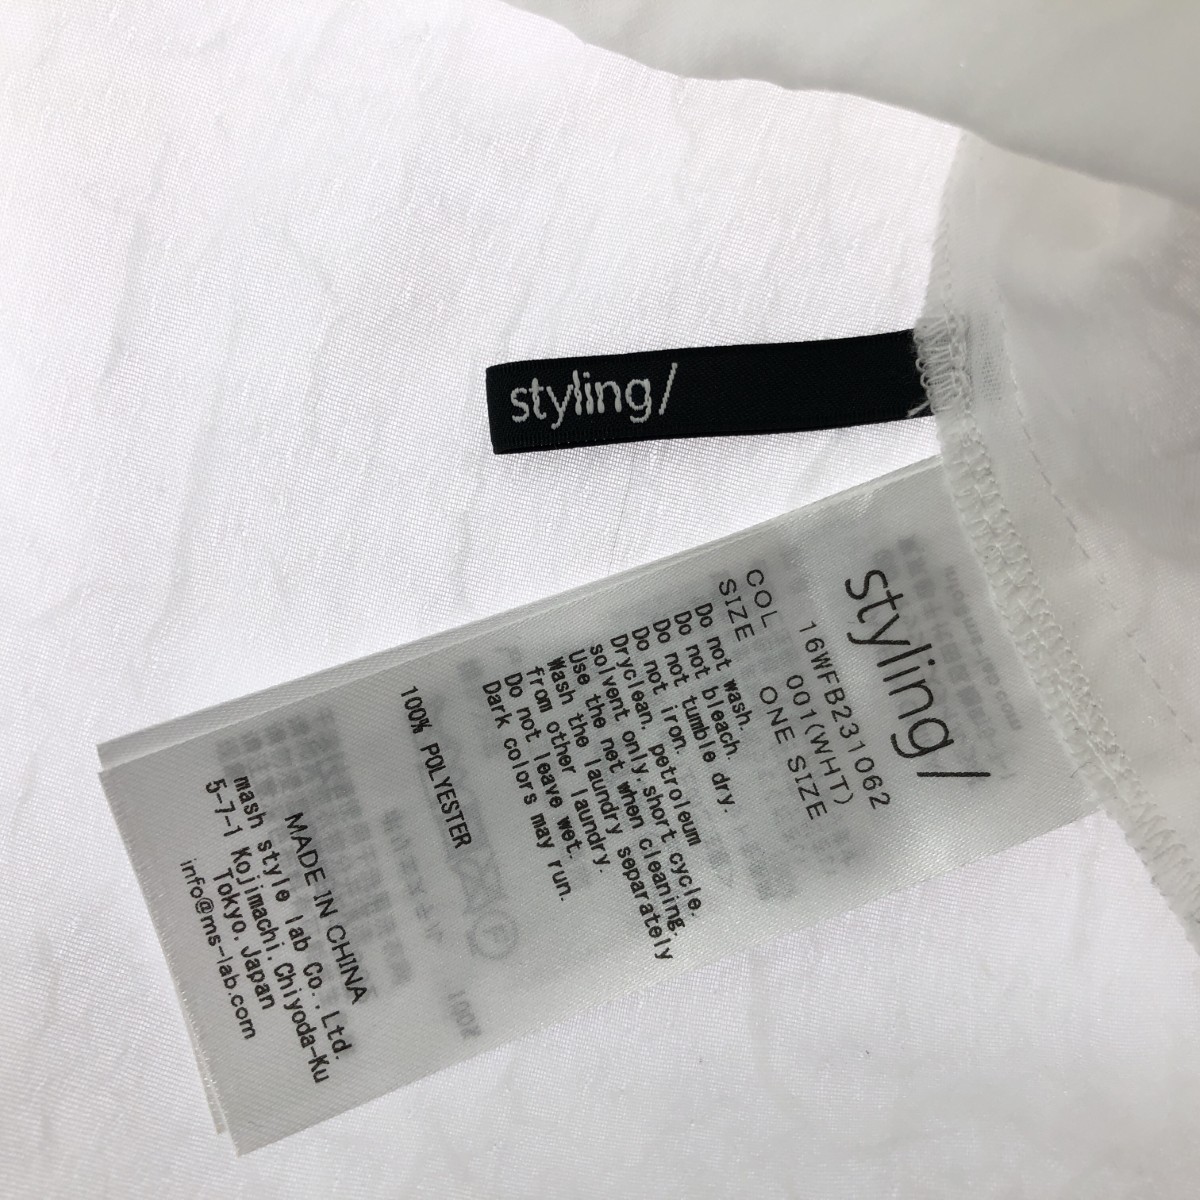 styling/
styling/
16WFB231062
COL 001(WHT)
SIZE ONE SIZE
Do not wash.
Do not bleach.
Do not tumble dry.
Do not iron.
Dryclean, petroleum
solvent only,short cycle.
Use the net when cleaning.
Wash the laundry separately
from other laundry.
Do not leave wet.
Dark colors may run.
100% POLYESTER
MADE IN CHINA
mash style lab Co.,Ltd.
5-7-1 Kojimachi,Chiyoda-Ku
Tokyo,Japan
info@ms-lab.com